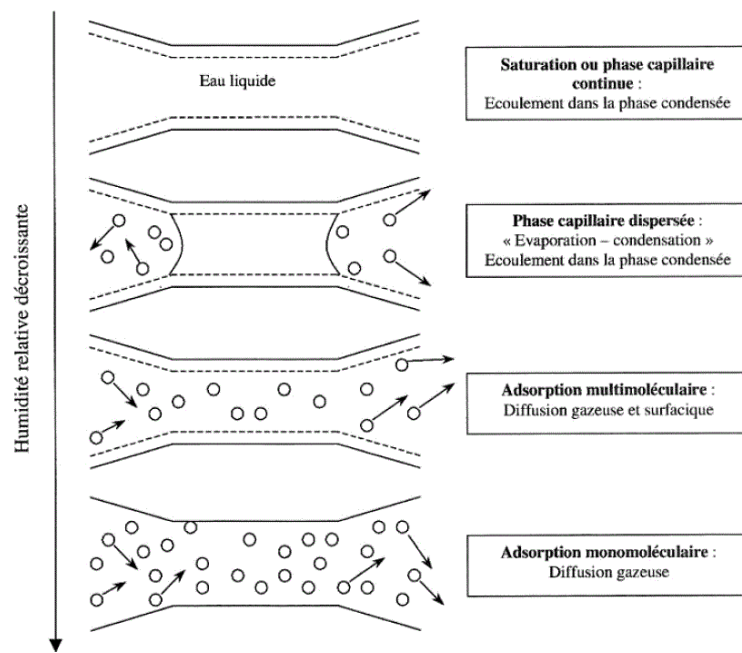 Saturation ou phase capillaire
continue :
Ecoulement dans la phase condensée
Eau liquide
Phase capillaire dispersée :
« Evaporation – condensation »
Ecoulement dans la phase condensée
Humidité relative décroissante
Adsorption multimoléculaire :
Diffusion gazeuse et surfacique
Adsorption monomoléculaire :
Diffusion gazeuse